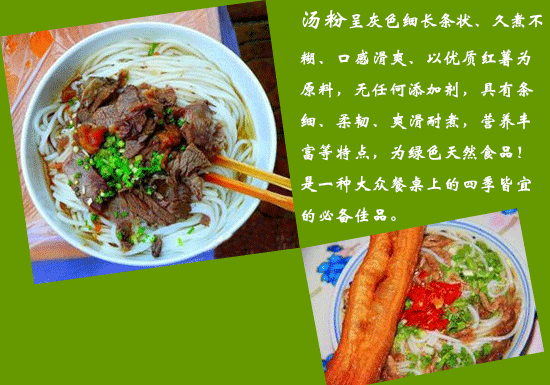 汤粉呈灰色细长条状、久煮不
糊、口感滑爽、以优质红薯为
原料，无任何添加剂，具有条
细、柔韧、爽滑耐煮，营养丰
富等特点，为绿色天然食品！
是一种大众餐桌上的四季皆宜
的必备佳品。